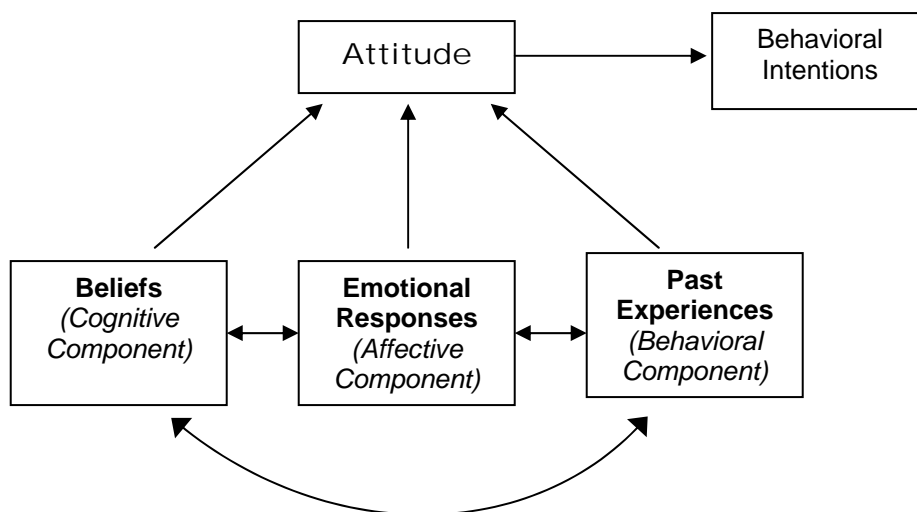 Attitude
Behavioral
Intentions
Beliefs
(Cognitive
Component)
Emotional
Responses
(Affective
Component)
Past
Experiences
(Behavioral
Component)